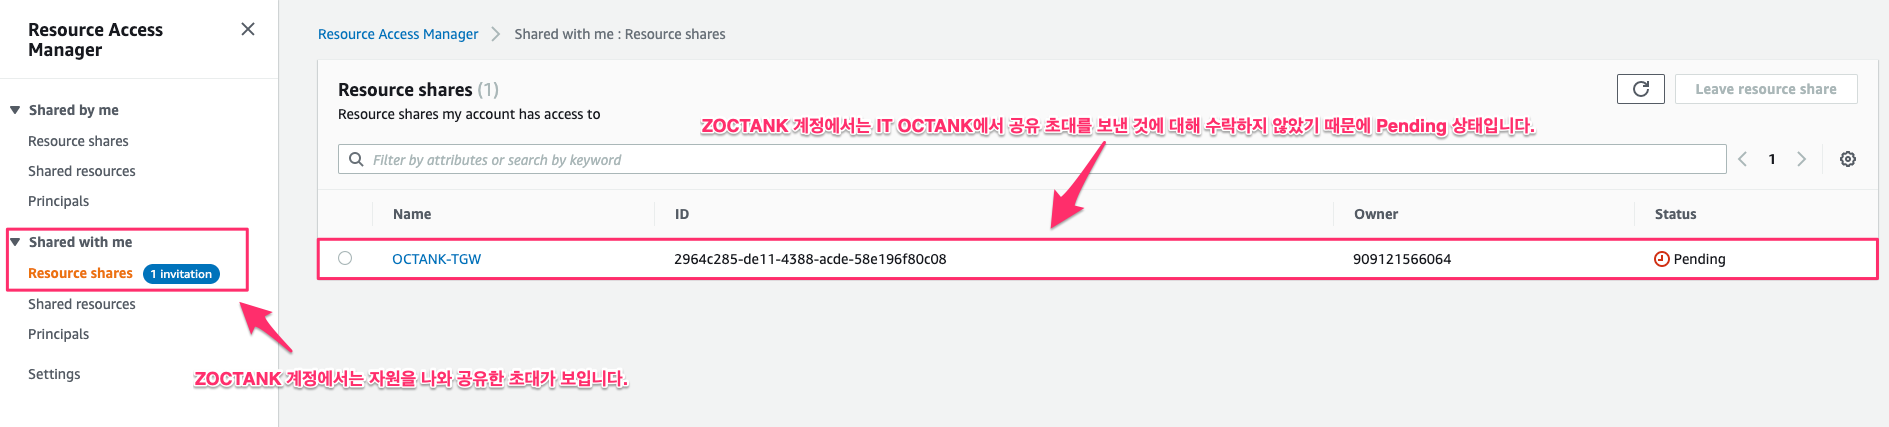 Resource Access
Manager
Shared by me
Resource shares
Shared resources
Principals
Shared with me
Resource shares 1 invitation
Shared resources
Principals
Settings
Resource Access Manager Shared with me : Resource shares
Resource shares (1)
Leave resource share
Resource shares my account has access to
ZOCTANK 계정에서는 IT OCTANK에서 공유 초대를 보낸 것에 대해 수락하지 않았기 때문에 Pending 상태입니다.
Filter by attributes or search by keyword
1
Name ID Owner Status
OCTANK-TGW 2964c285-de11-4388-acde-58e196f80c08 909121566064 Pending
ZOCTANK 계정에서는 자원을 나와 공유한 초대가 보입니다.